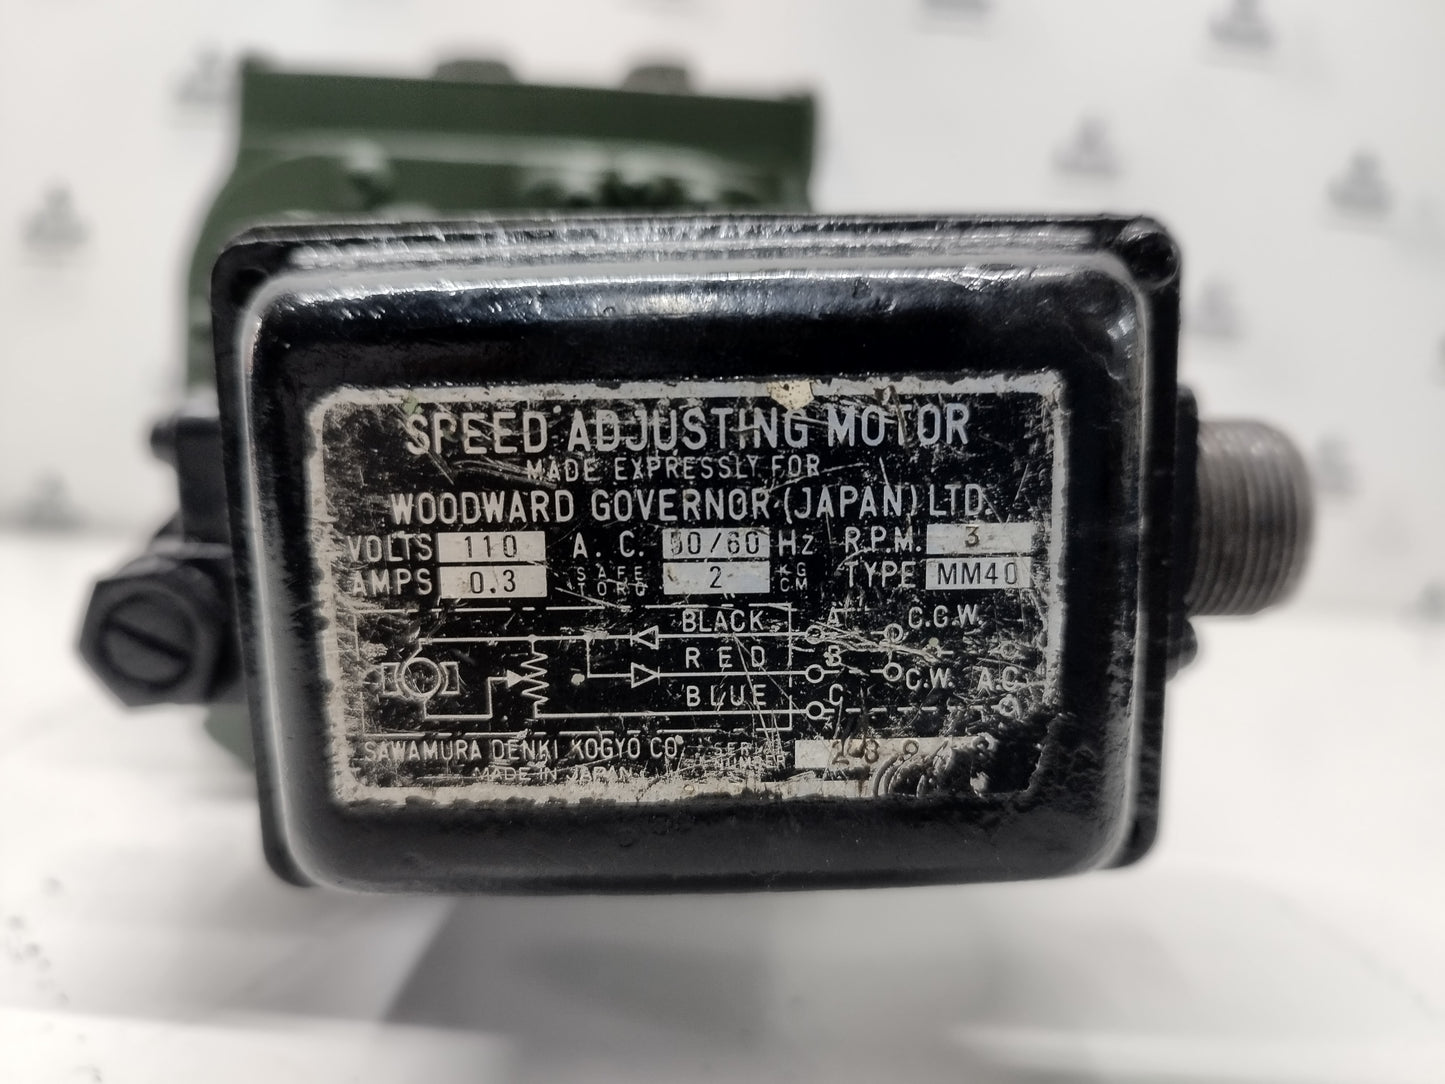 SPEED ADJUSTING MOTOR
MADE EXPRESSLY FOR
WOODWARD GOVERNOR (JAPAN) LTD.
VOLTS 110 A. C. 50/60 Hz R.P.M. 3
AMPS 0.3 SAFE TORQ 2 KG CM TYPE MM40
BLACK A C.C.W.
RED B
C.W. A.C.
BLUE C
SAWAMURA DENKI KOGYO CO. SERIAL NUMBER
MADE IN JAPAN